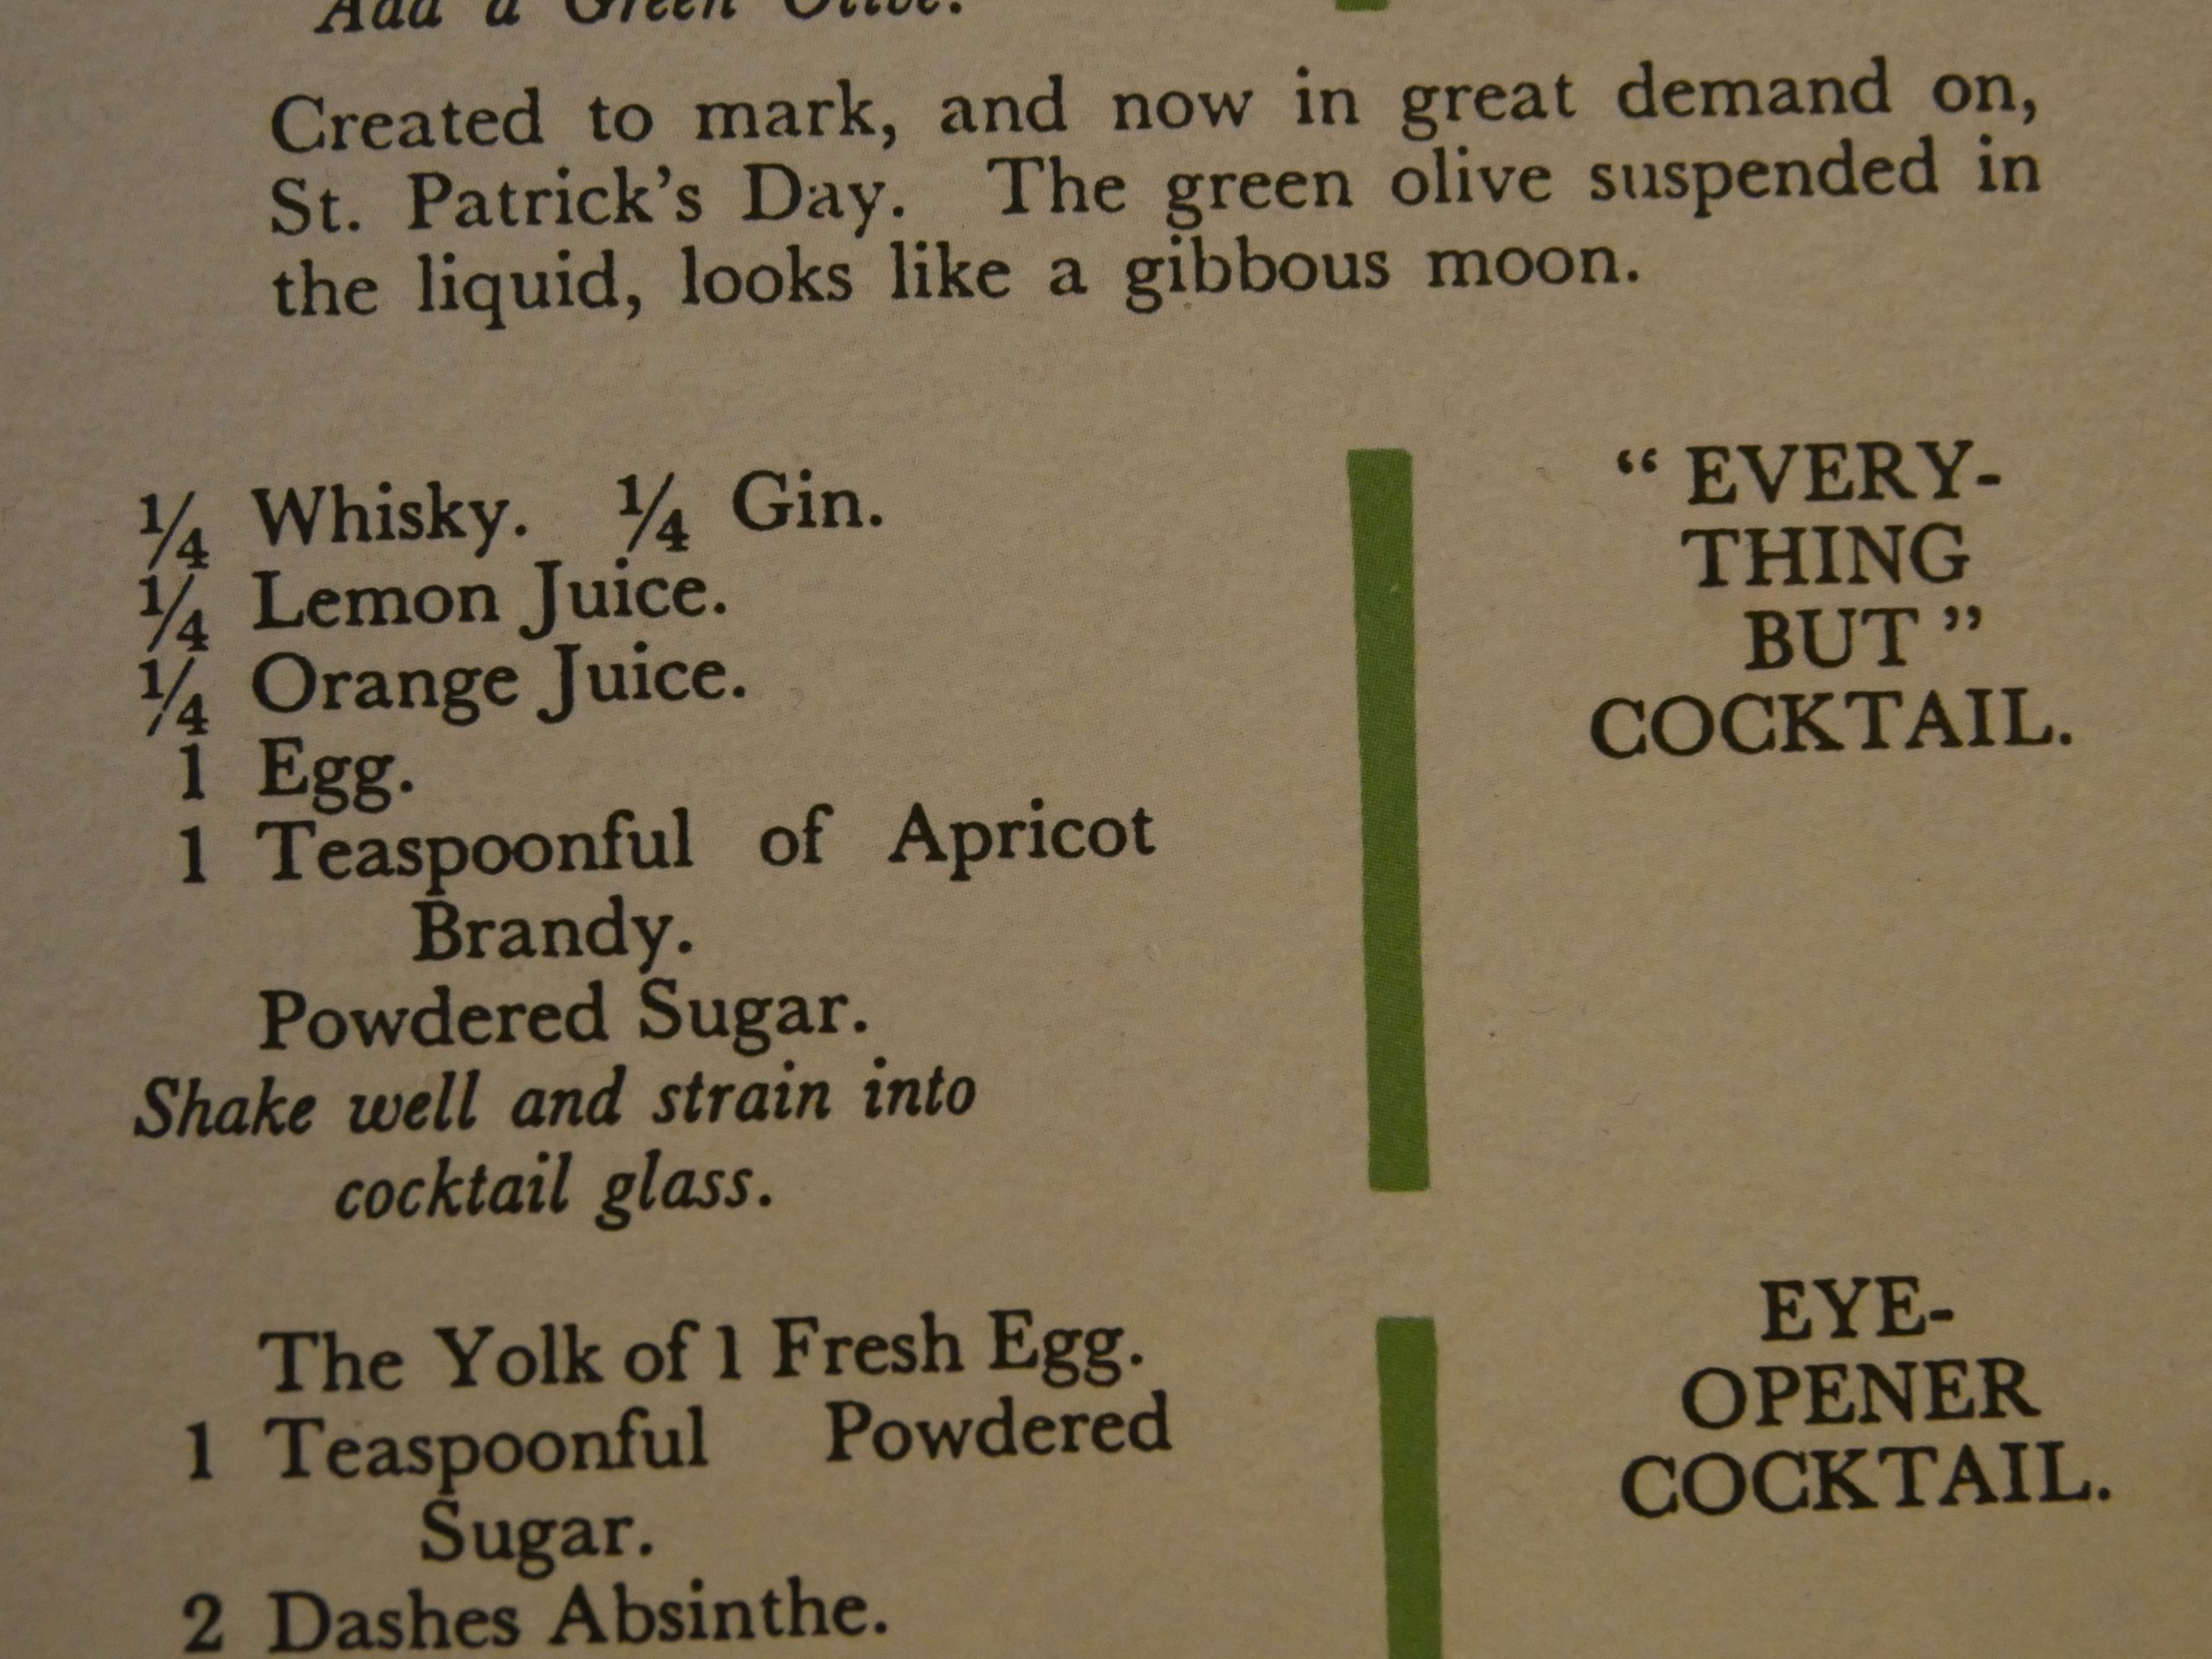 Add a Green Olive.
Created to mark, and now in great demand on,
St. Patrick's Day. The green olive suspended in
the liquid, looks like a gibbous moon.
¼ Whisky. ¼ Gin.
¼ Lemon Juice.
¼ Orange Juice.
1 Egg.
1 Teaspoonful of Apricot
Brandy.
Powdered Sugar.
Shake well and strain into
cocktail glass.
“ EVERY-
THING
BUT ”
COCKTAIL.
The Yolk of 1 Fresh Egg.
1 Teaspoonful Powdered
Sugar.
2 Dashes Absinthe.
EYE-
OPENER
COCKTAIL.